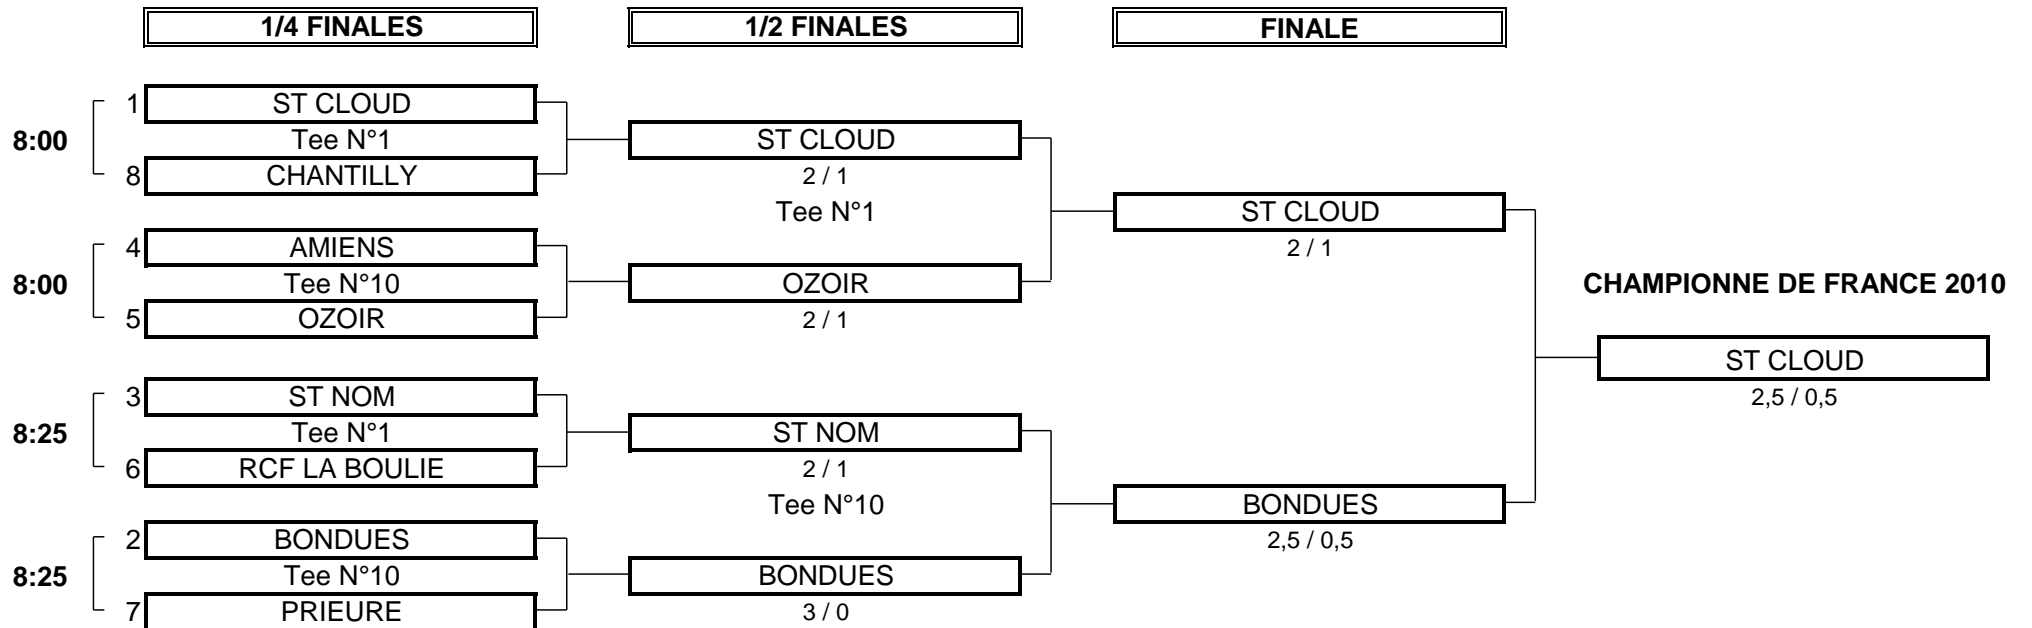 1/4 FINALES
1/2 FINALES
FINALE
1 ST CLOUD
8:00 Tee N°1
8 CHANTILLY
ST CLOUD
2 / 1
Tee N°1
ST CLOUD
2 / 1
4 AMIENS
8:00 Tee N°10
5 OZOIR
OZOIR
2 / 1
CHAMPIONNE DE FRANCE 2010
ST CLOUD
2,5 / 0,5
3 ST NOM
8:25 Tee N°1
6 RCF LA BOULIE
ST NOM
2 / 1
Tee N°10
BONDUES
2,5 / 0,5
2 BONDUES
8:25 Tee N°10
7 PRIEURE
BONDUES
3 / 0